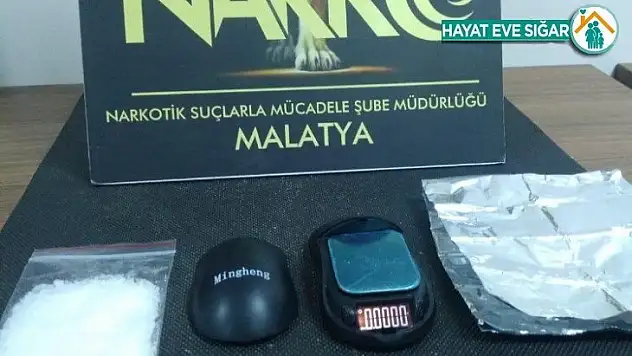 NARKO
HAYAT EVE SIĞAR
NARKOTİK SUÇLARLA MÜCADELE ŞUBE MÜDÜRLÜĞÜ
MALATYA
Mingheng
0.0000